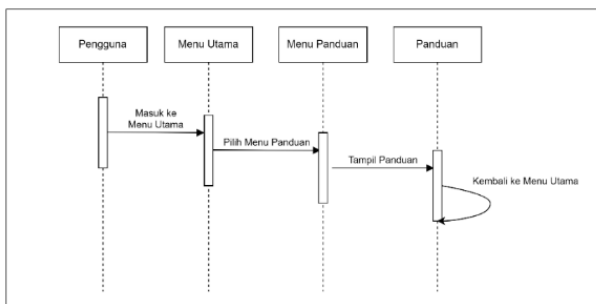 Pengguna
Menu Utama
Menu Panduan
Panduan
Masuk ke
Menu Utama
Pilih Menu Panduan
Tampil Panduan
Kembali ke Menu Utama